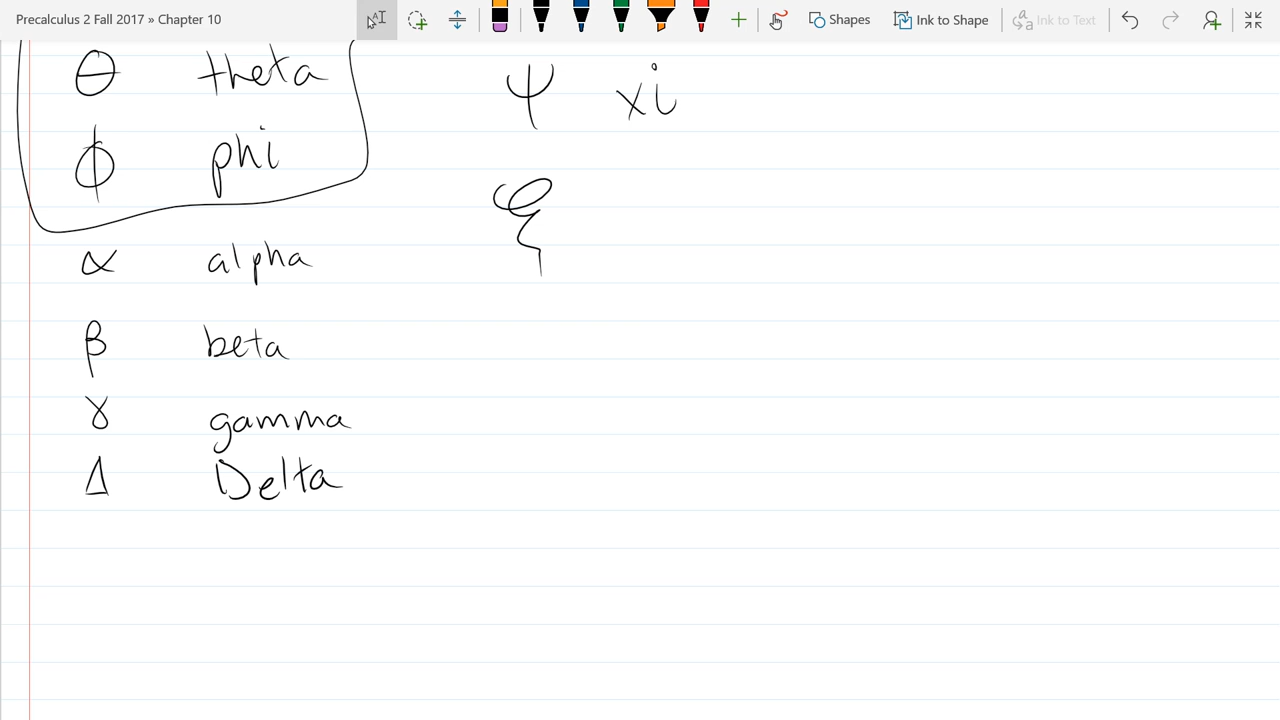 Precalculus 2 Fall 2017 » Chapter 10
Shapes
Ink to Shape
Ink to Text
θ theta
ψ xi
ϕ phi
α alpha
β beta
γ gamma
Δ Delta